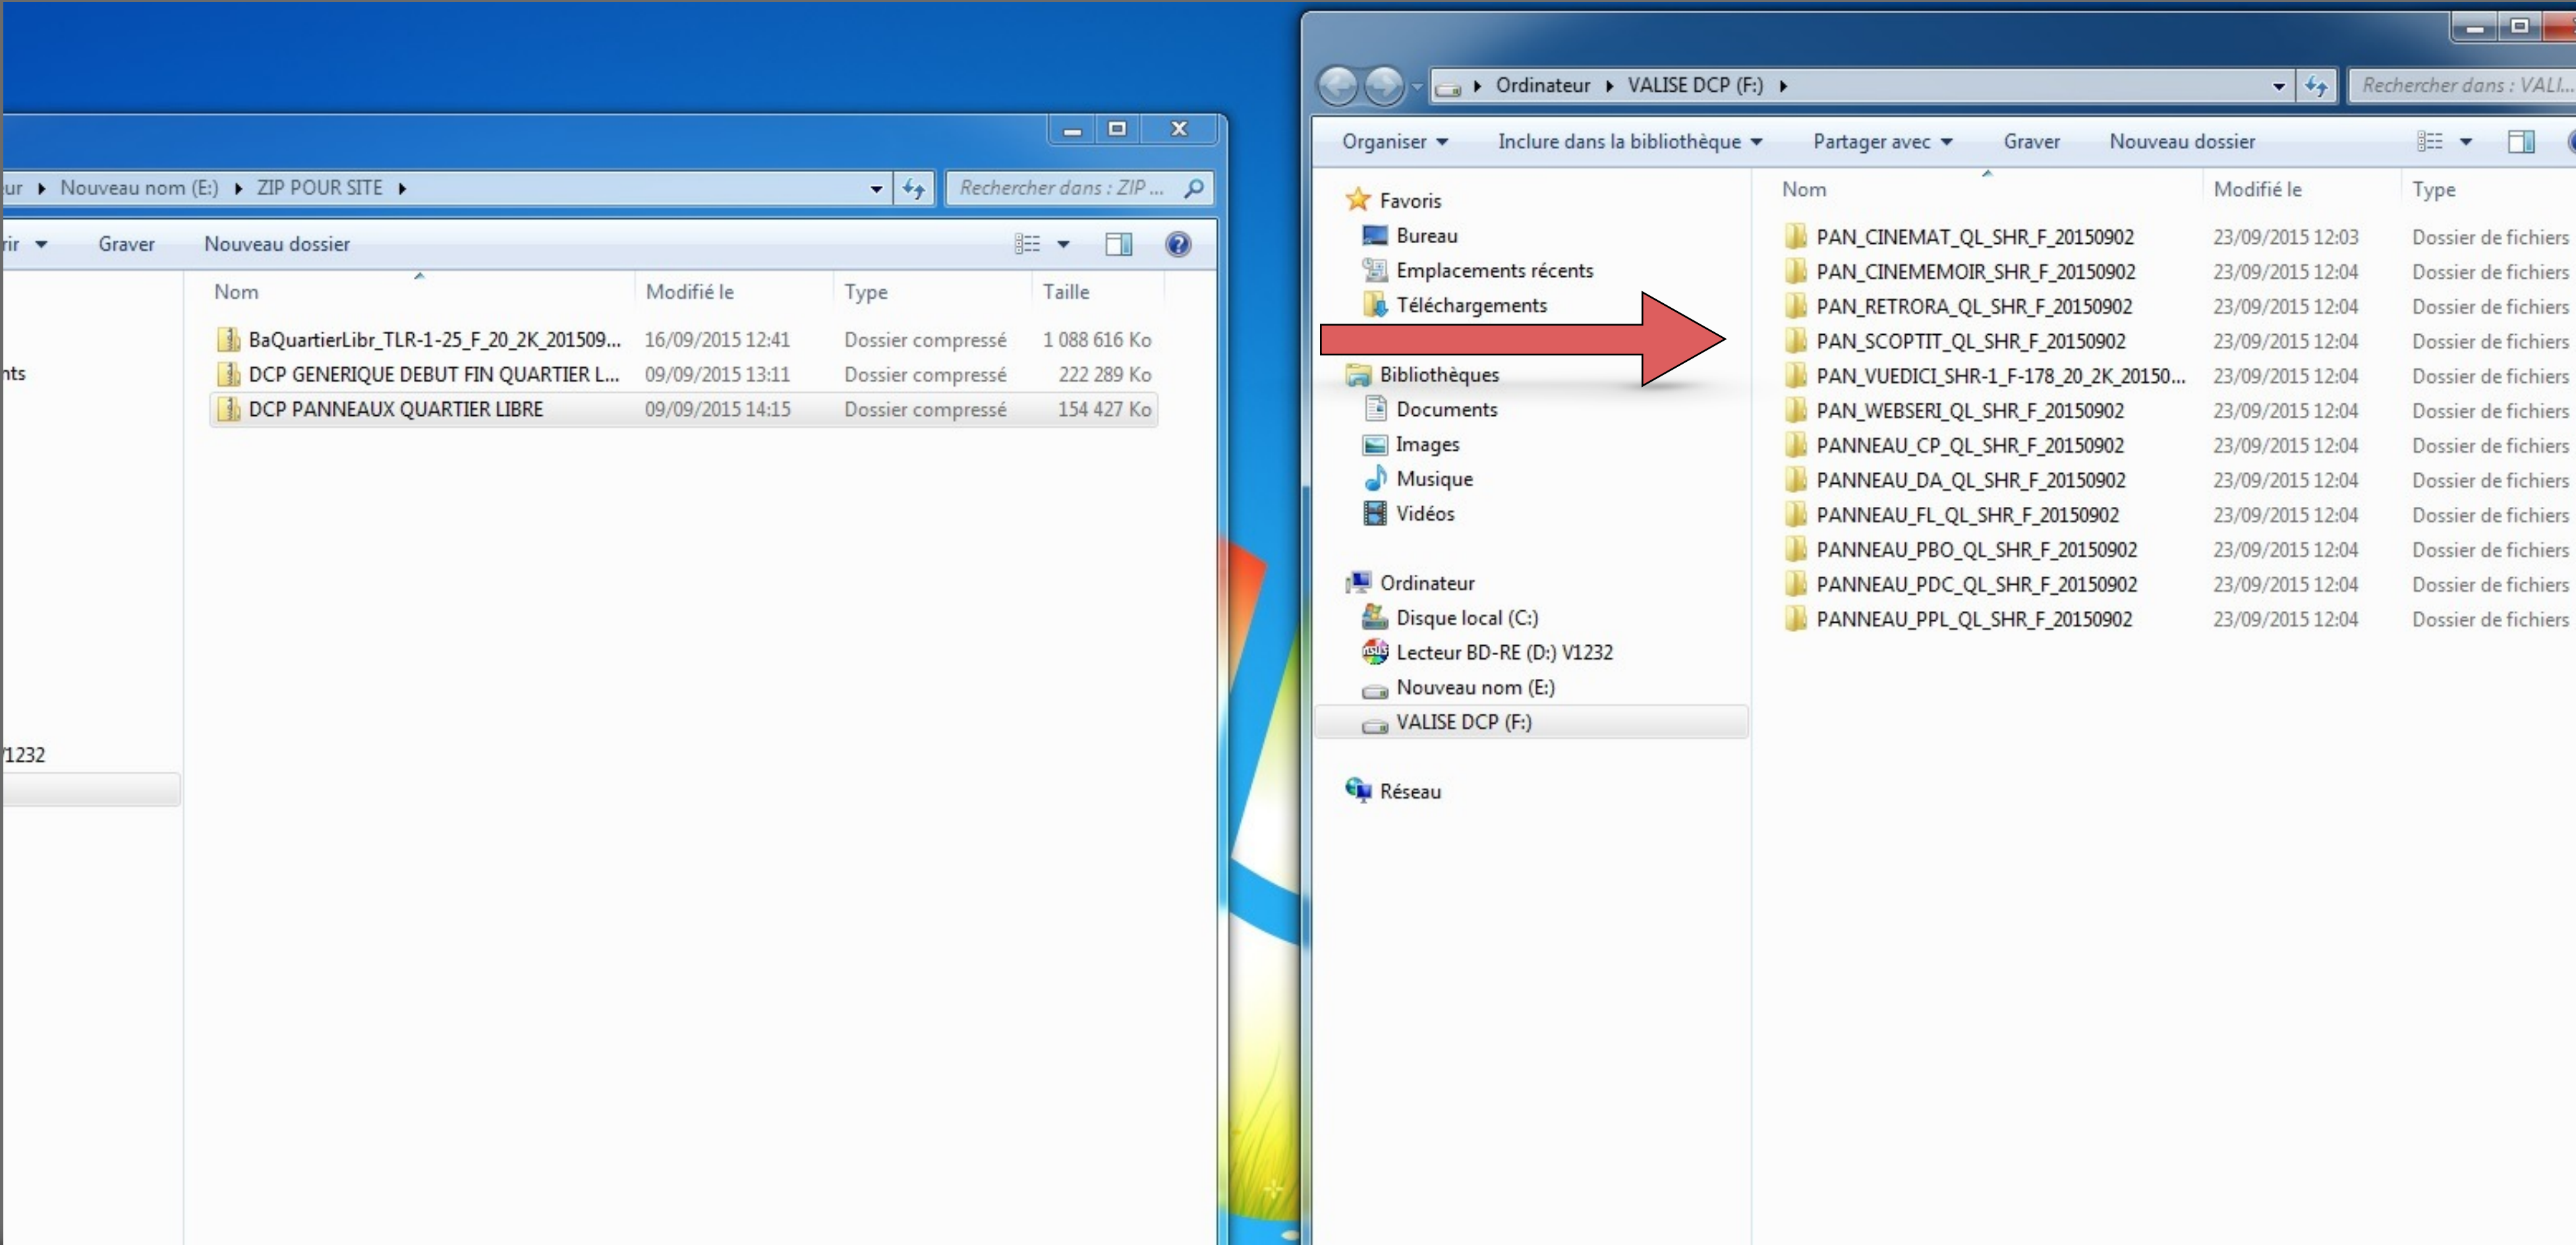 ur ▸ Nouveau nom (E:) ▸ ZIP POUR SITE ▸
Rechercher dans : ZIP ...
rir Graver Nouveau dossier
Nom Modifié le Type Taille
BaQuartierLibr_TLR-1-25_F_20_2K_201509... 16/09/2015 12:41 Dossier compressé 1 088 616 Ko
DCP GENERIQUE DEBUT FIN QUARTIER L... 09/09/2015 13:11 Dossier compressé 222 289 Ko
DCP PANNEAUX QUARTIER LIBRE 09/09/2015 14:15 Dossier compressé 154 427 Ko
nts
1232
Ordinateur ▸ VALISE DCP (F:) ▸
Rechercher dans : VALI...
Organiser Inclure dans la bibliothèque Partager avec Graver Nouveau dossier
Favoris
Bureau
Emplacements récents
Téléchargements
Bibliothèques
Documents
Images
Musique
Vidéos
Ordinateur
Disque local (C:)
Lecteur BD-RE (D:) V1232
Nouveau nom (E:)
VALISE DCP (F:)
Réseau
Nom Modifié le Type
PAN_CINEMAT_QL_SHR_F_20150902 23/09/2015 12:03 Dossier de fichiers
PAN_CINEMEMOIR_SHR_F_20150902 23/09/2015 12:04 Dossier de fichiers
PAN_RETRORA_QL_SHR_F_20150902 23/09/2015 12:04 Dossier de fichiers
PAN_SCOPTIT_QL_SHR_F_20150902 23/09/2015 12:04 Dossier de fichiers
PAN_VUEDICI_SHR-1_F-178_20_2K_20150... 23/09/2015 12:04 Dossier de fichiers
PAN_WEBSERI_QL_SHR_F_20150902 23/09/2015 12:04 Dossier de fichiers
PANNEAU_CP_QL_SHR_F_20150902 23/09/2015 12:04 Dossier de fichiers
PANNEAU_DA_QL_SHR_F_20150902 23/09/2015 12:04 Dossier de fichiers
PANNEAU_FL_QL_SHR_F_20150902 23/09/2015 12:04 Dossier de fichiers
PANNEAU_PBO_QL_SHR_F_20150902 23/09/2015 12:04 Dossier de fichiers
PANNEAU_PDC_QL_SHR_F_20150902 23/09/2015 12:04 Dossier de fichiers
PANNEAU_PPL_QL_SHR_F_20150902 23/09/2015 12:04 Dossier de fichiers